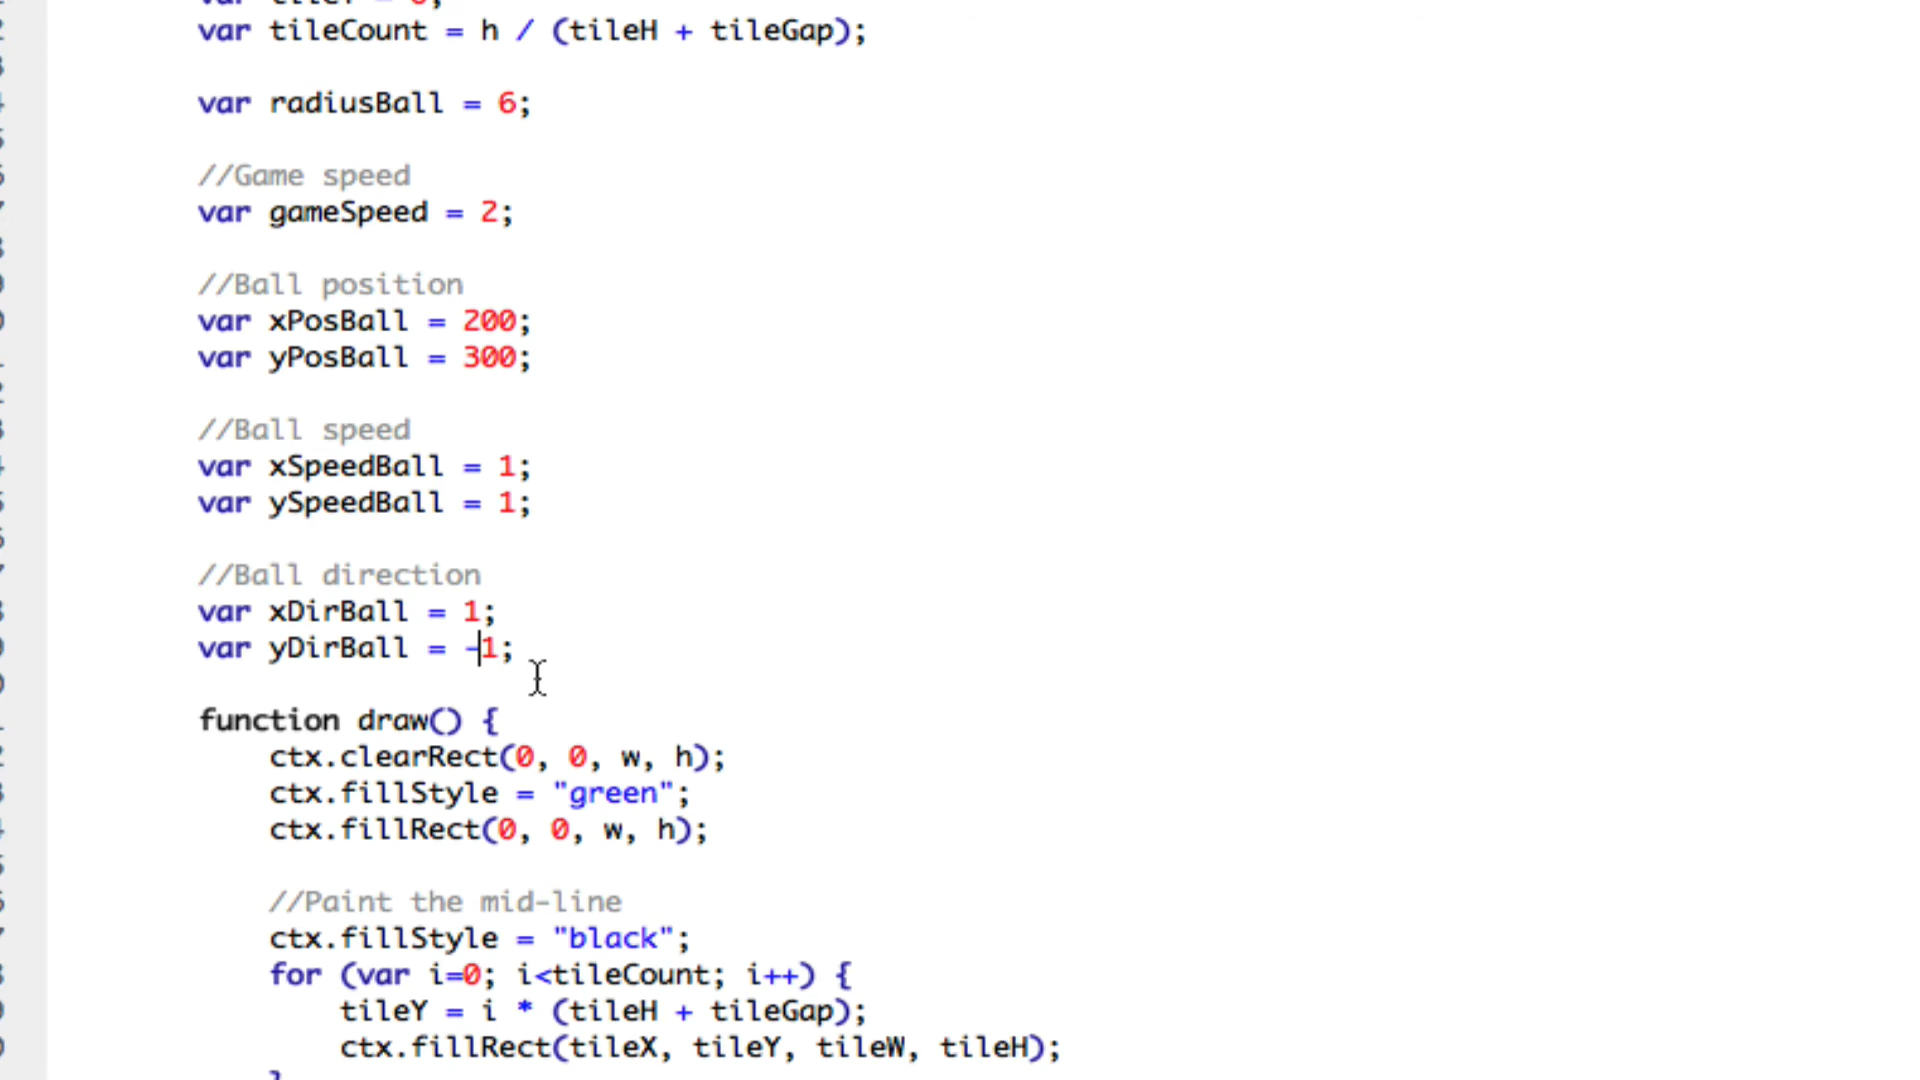 var tileCount = h / (tileH + tileGap);
var radiusBall = 6;
//Game speed
var gameSpeed = 2;
//Ball position
var xPosBall = 200;
var yPosBall = 300;
//Ball speed
var xSpeedBall = 1;
var ySpeedBall = 1;
//Ball direction
var xDirBall = 1;
var yDirBall = -1;
function draw() {
ctx.clearRect(0, 0, w, h);
ctx.fillStyle = "green";
ctx.fillRect(0, 0, w, h);
//Paint the mid-line
ctx.fillStyle = "black";
for (var i=0; i<tileCount; i++) {
tileY = i * (tileH + tileGap);
ctx.fillRect(tileX, tileY, tileW, tileH);